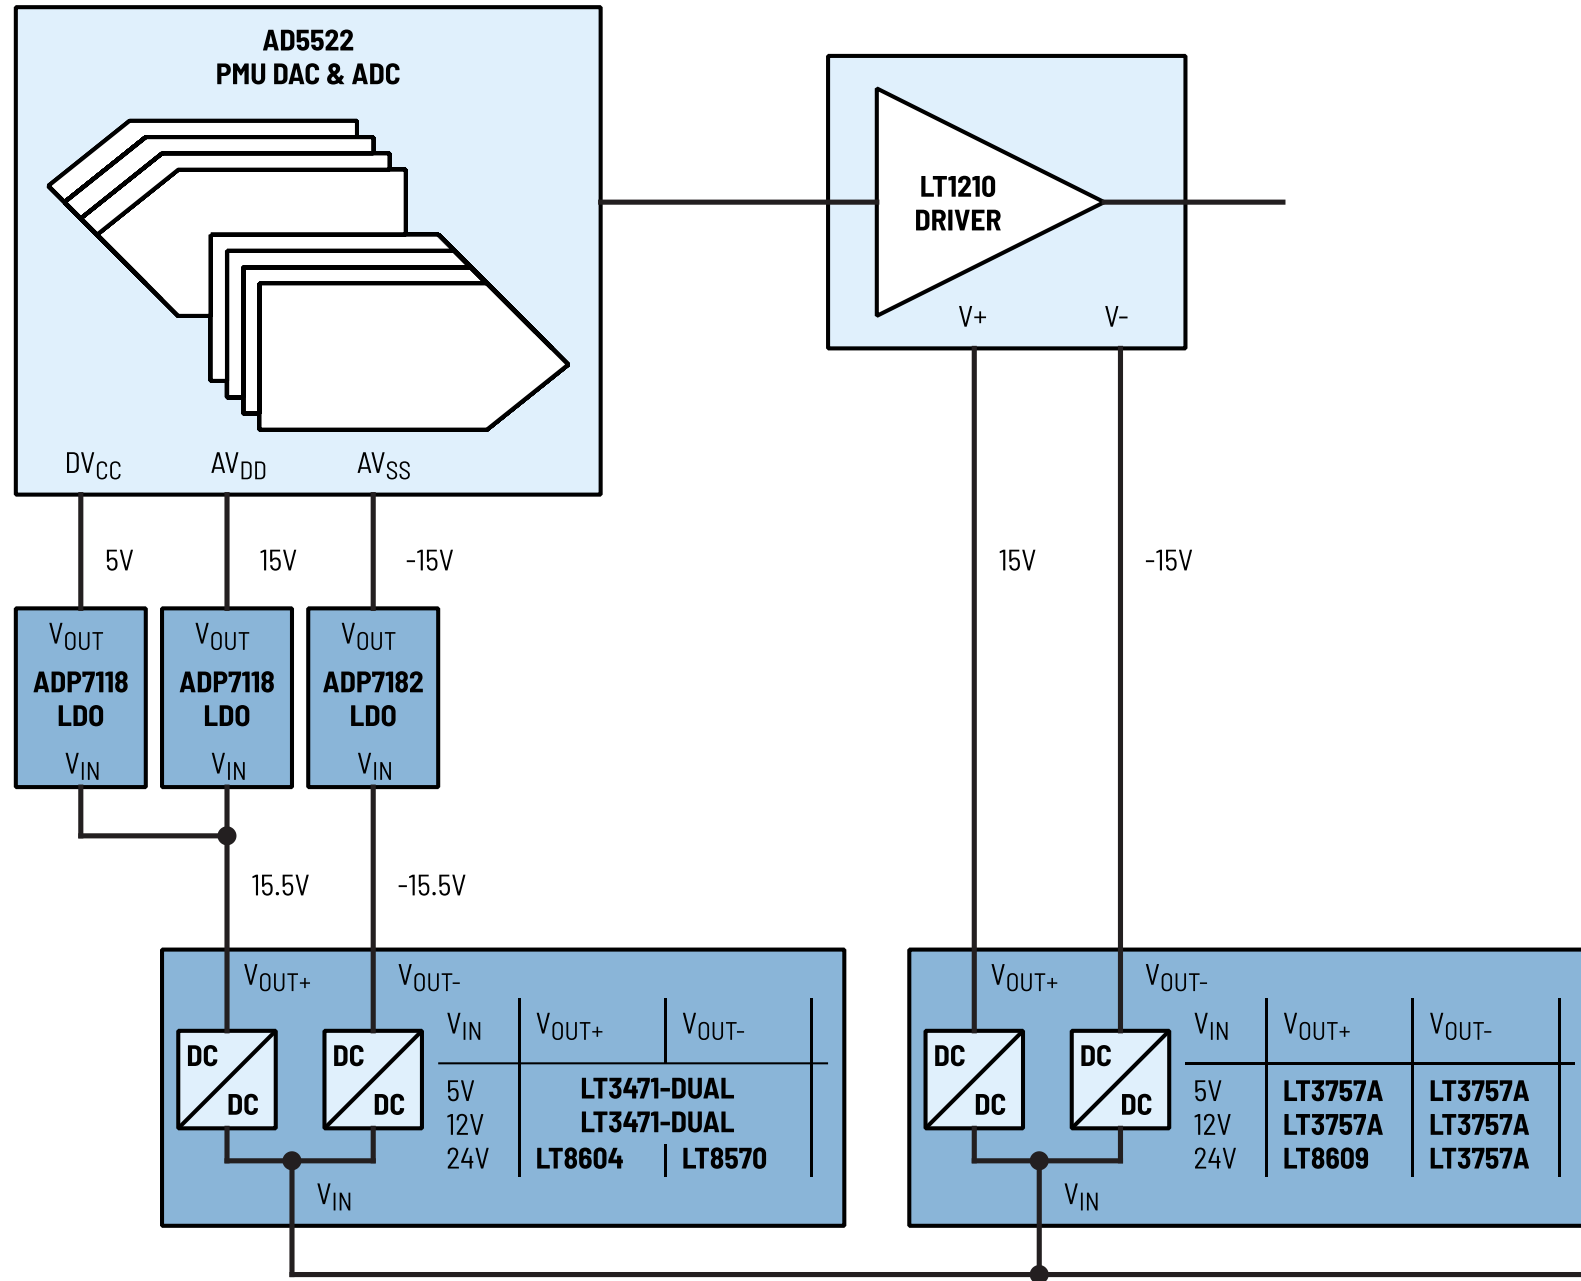 AD5522
PMU DAC & ADC
DVCC
AVDD
AVSS
LT1210
DRIVER
V+
V-
5V
15V
-15V
15V
-15V
VOUT
ADP7118
LDO
VIN
VOUT
ADP7118
LDO
VIN
VOUT
ADP7182
LDO
VIN
15.5V
-15.5V
VOUT+
VOUT-
DC
DC
DC
DC
VIN
VIN VOUT+ VOUT-
5V LT3471-DUAL
12V LT3471-DUAL
24V LT8604 LT8570
VOUT+
VOUT-
DC
DC
DC
DC
VIN
VIN VOUT+ VOUT-
5V LT3757A LT3757A
12V LT3757A LT3757A
24V LT8609 LT3757A